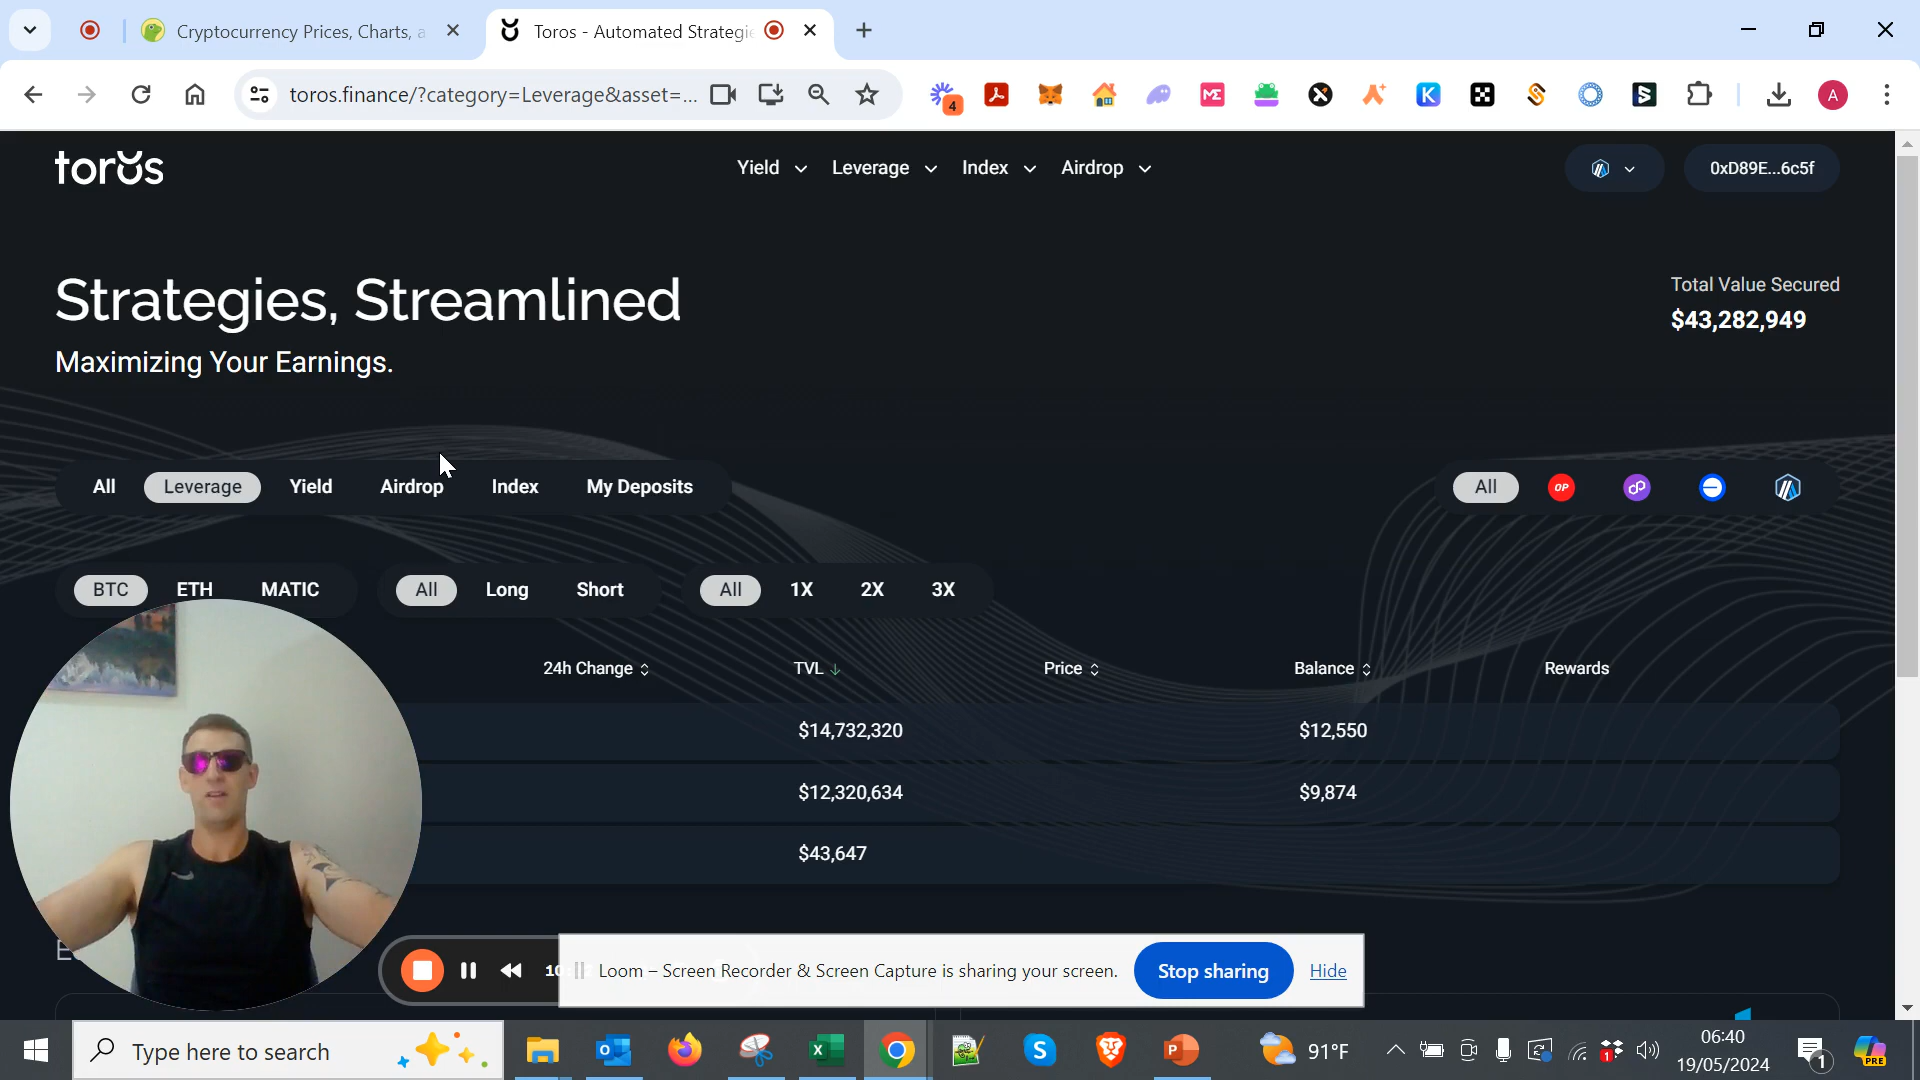 Cryptocurrency Prices, Charts, a
Toros - Automated Strategie
toros.finance/?category=Leverage&asset=...
4
A
toros
Yield
Leverage
Index
Airdrop
0xD89E...6c5f
Strategies, Streamlined
Maximizing Your Earnings.
Total Value Secured
$43,282,949
All
Leverage
Yield
Airdrop
Index
My Deposits
All
OP
BTC
ETH
MATIC
All
Long
Short
All
1X
2X
3X
24h Change
TVL
Price
Balance
Rewards
$14,732,320
$12,550
$12,320,634
$9,874
$43,647
Loom – Screen Recorder & Screen Capture is sharing your screen.
Stop sharing
Hide
Type here to search
91°F
06:40
19/05/2024
1
PRE